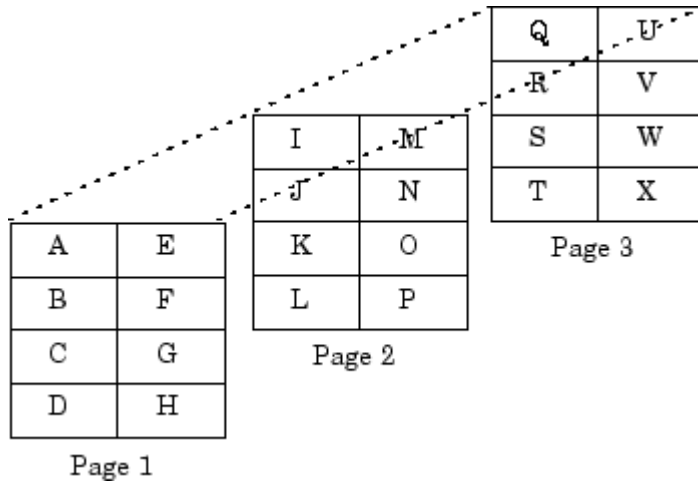 A E
B F
C G
D H
Page 1
I M
J N
K O
L P
Page 2
Q U
R V
S W
T X
Page 3